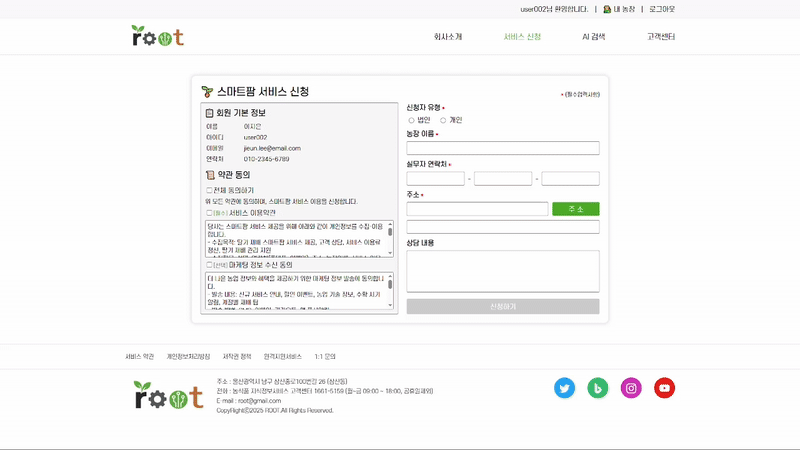 user002님 환영합니다. | 내 농장 | 로그아웃
root
회사소개 서비스 신청 AI 검색 고객센터
스마트팜 서비스 신청
* (필수입력사항)
회원 기본 정보
이름 이지은
아이디 user002
이메일 jieun.lee@email.com
연락처 010-2345-6789
약관 동의
전체 동의하기
위 모든 약관에 동의하며, 스마트팜 서비스 이용을 신청합니다.
[필수] 서비스 이용약관
당사는 스마트팜 서비스 제공을 위해 아래와 같이 개인정보를 수집·이용
합니다.
- 수집목적: 딸기 재배 스마트팜 서비스 제공, 고객 상담, 서비스 이용료
정산, 딸기 재배 관리 지원
[선택] 마케팅 정보 수신 동의
더 나은 농업 정보와 혜택을 제공하기 위한 마케팅 정보 발송에 동의합니
다.
- 발송 내용: 신규 서비스 안내, 할인 이벤트, 농업 기술 정보, 수확 시기
알림, 계절별 재배 팁
신청자 유형 *
법인 개인
농장 이름 *
실무자 연락처 *
- -
주소 *
주 소
상담 내용
신청하기
서비스 약관 개인정보처리방침 저작권 정책 원격지원서비스 1:1 문의
root
주소 : 울산광역시 남구 삼산중로100번길 26 (삼산동)
전화 : 농식품 지식정보서비스 고객센터 1661-5159 (월~금 09:00 ~ 18:00, 공휴일제외)
E-mail : root@gmail.com
CopyRightⓒ2025 ROOT.All Rights Reserved.